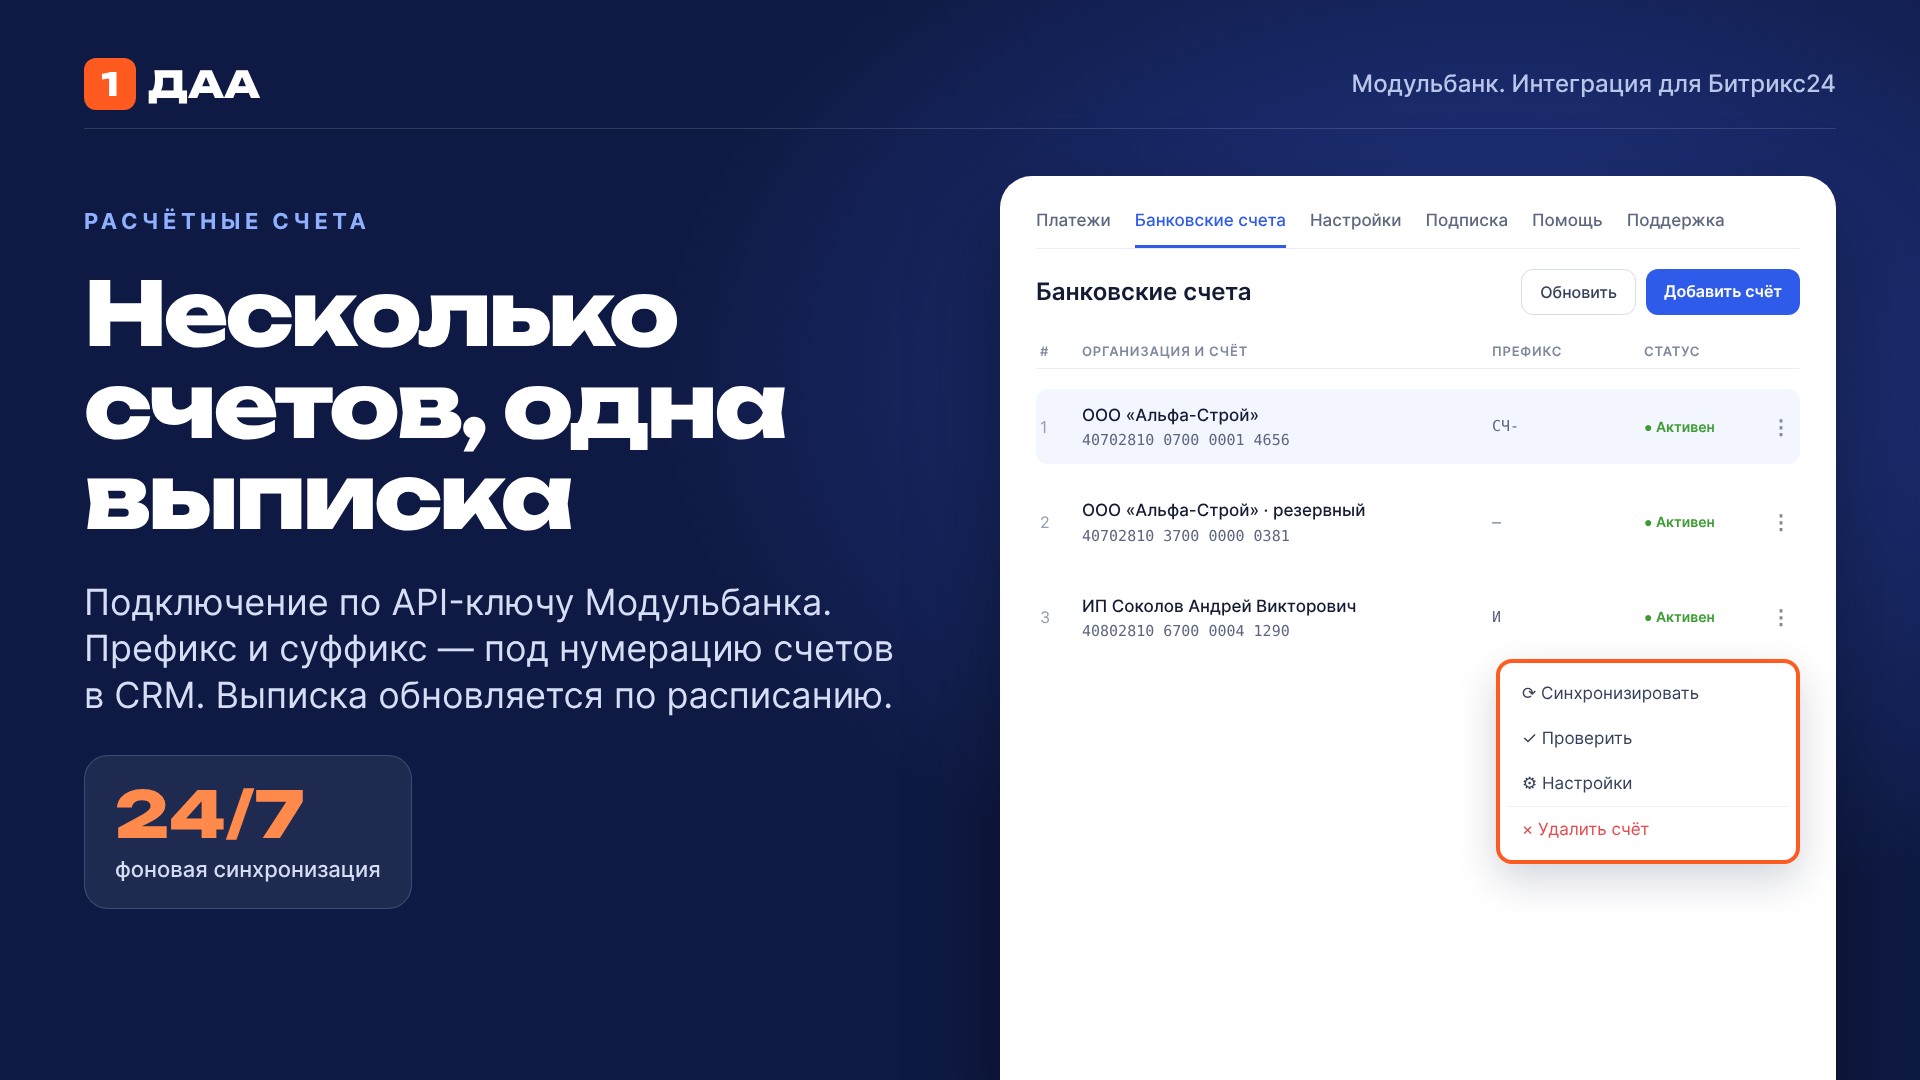 1 ДАА
Модульбанк. Интеграция для Битрикс24
РАСЧЁТНЫЕ СЧЕТА
Несколько
счетов, одна
выписка
Подключение по API-ключу Модульбанка.
Префикс и суффикс — под нумерацию счетов
в CRM. Выписка обновляется по расписанию.
24/7
фоновая синхронизация
Платежи Банковские счета Настройки Подписка Помощь Поддержка
Банковские счета
Обновить
Добавить счёт
# ОРГАНИЗАЦИЯ И СЧЁТ ПРЕФИКС СТАТУС
1 ООО «Альфа-Строй» СЧ- ● Активен ⋮
40702810 0700 0001 4656
2 ООО «Альфа-Строй» · резервный — ● Активен ⋮
40702810 3700 0000 0381
3 ИП Соколов Андрей Викторович И ● Активен ⋮
40802810 6700 0004 1290
⟳ Синхронизировать
✓ Проверить
⚙ Настройки
× Удалить счёт